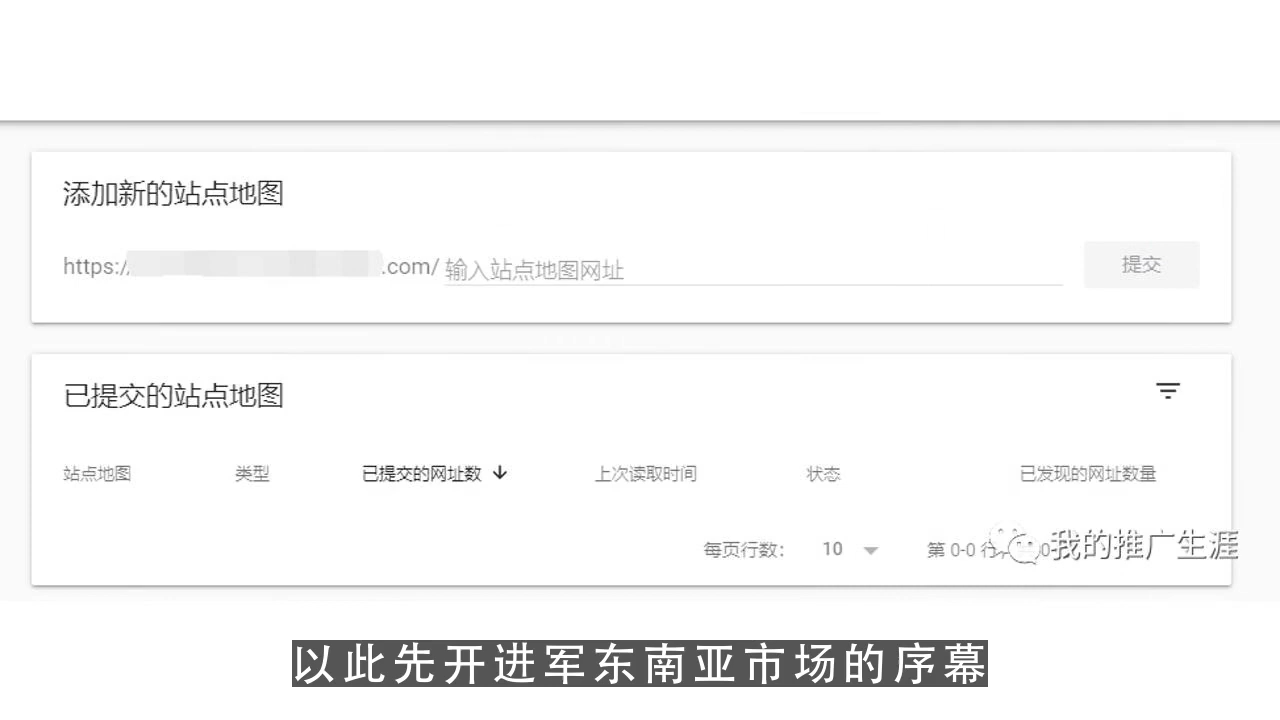 添加新的站点地图
https:/ .com/ 输入站点地图网址 提交
已提交的站点地图
站点地图 类型 已提交的网址数 上次读取时间 状态 已发现的网址数量
每页行数： 10 第 0-0 行
我的推广生涯
以此先开进军东南亚市场的序幕